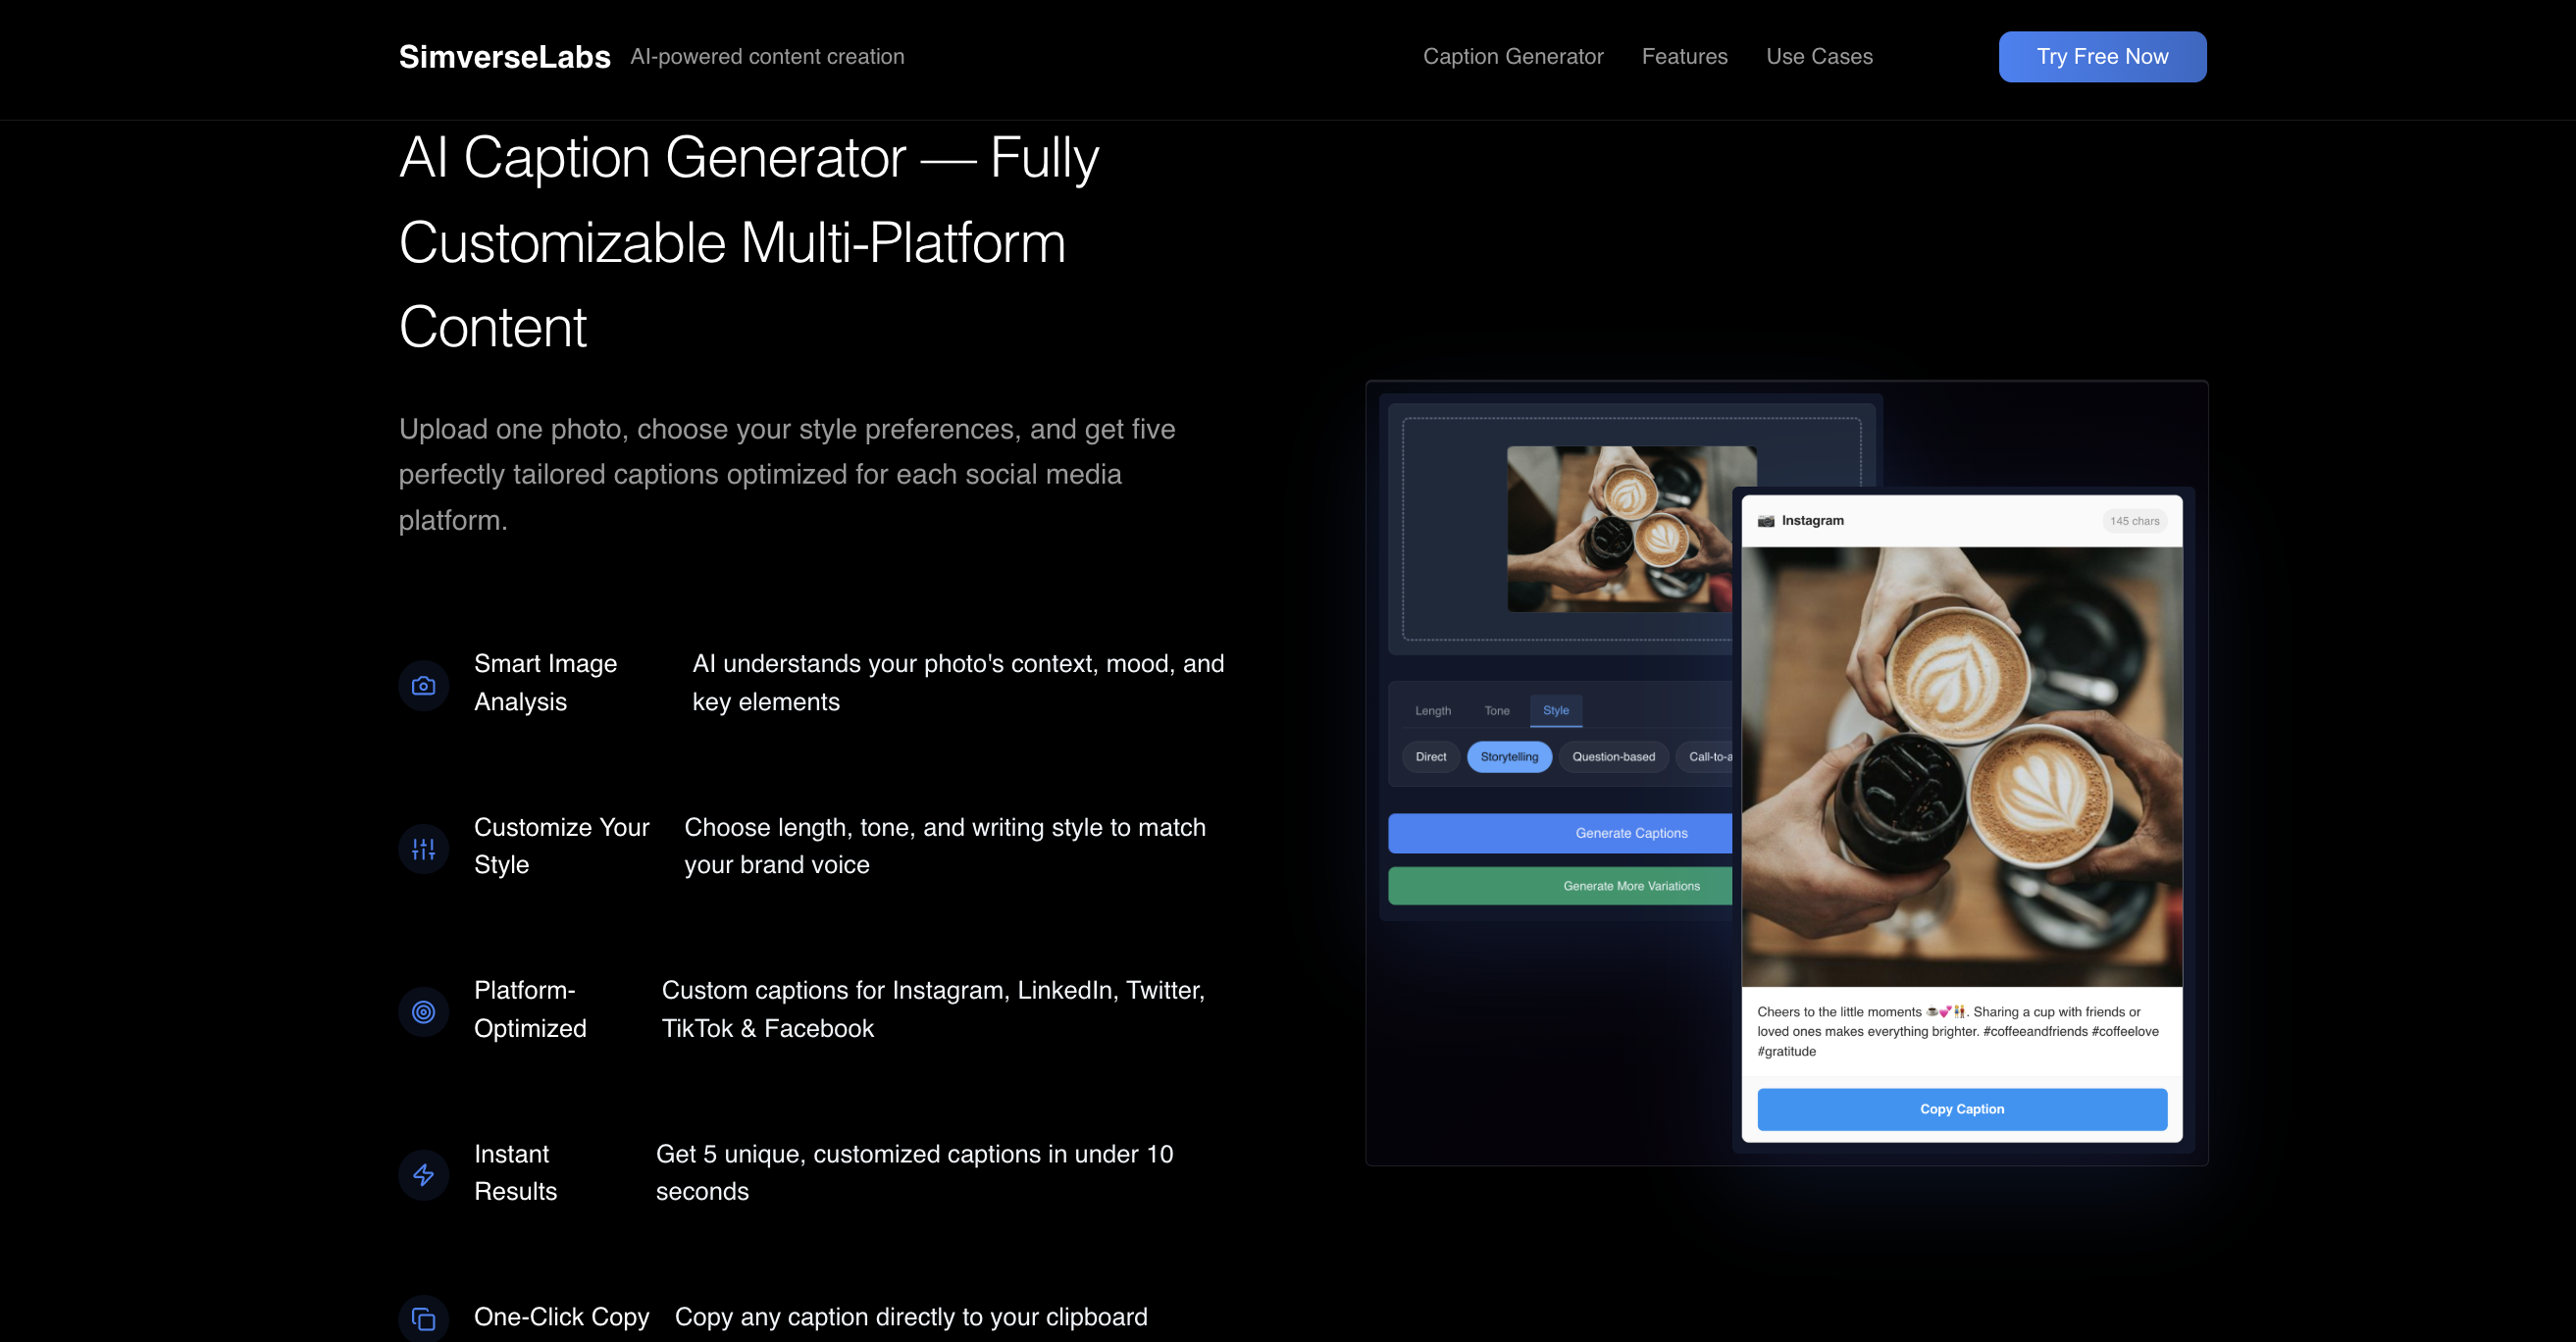 SimverseLabs AI-powered content creation Caption Generator Features Use Cases Try Free Now
AI Caption Generator — Fully
Customizable Multi-Platform
Content
Upload one photo, choose your style preferences, and get five
perfectly tailored captions optimized for each social media
platform.
Smart Image
Analysis
AI understands your photo's context, mood, and
key elements
Customize Your
Style
Choose length, tone, and writing style to match
your brand voice
Platform-
Optimized
Custom captions for Instagram, LinkedIn, Twitter,
TikTok & Facebook
Instant
Results
Get 5 unique, customized captions in under 10
seconds
One-Click Copy
Copy any caption directly to your clipboard
Length Tone Style
Direct Storytelling Question-based Call-to-a
Generate Captions
Generate More Variations
Instagram 145 chars
Cheers to the little moments ☕💕👫. Sharing a cup with friends or
loved ones makes everything brighter. #coffeeandfriends #coffeelove
#gratitude
Copy Caption